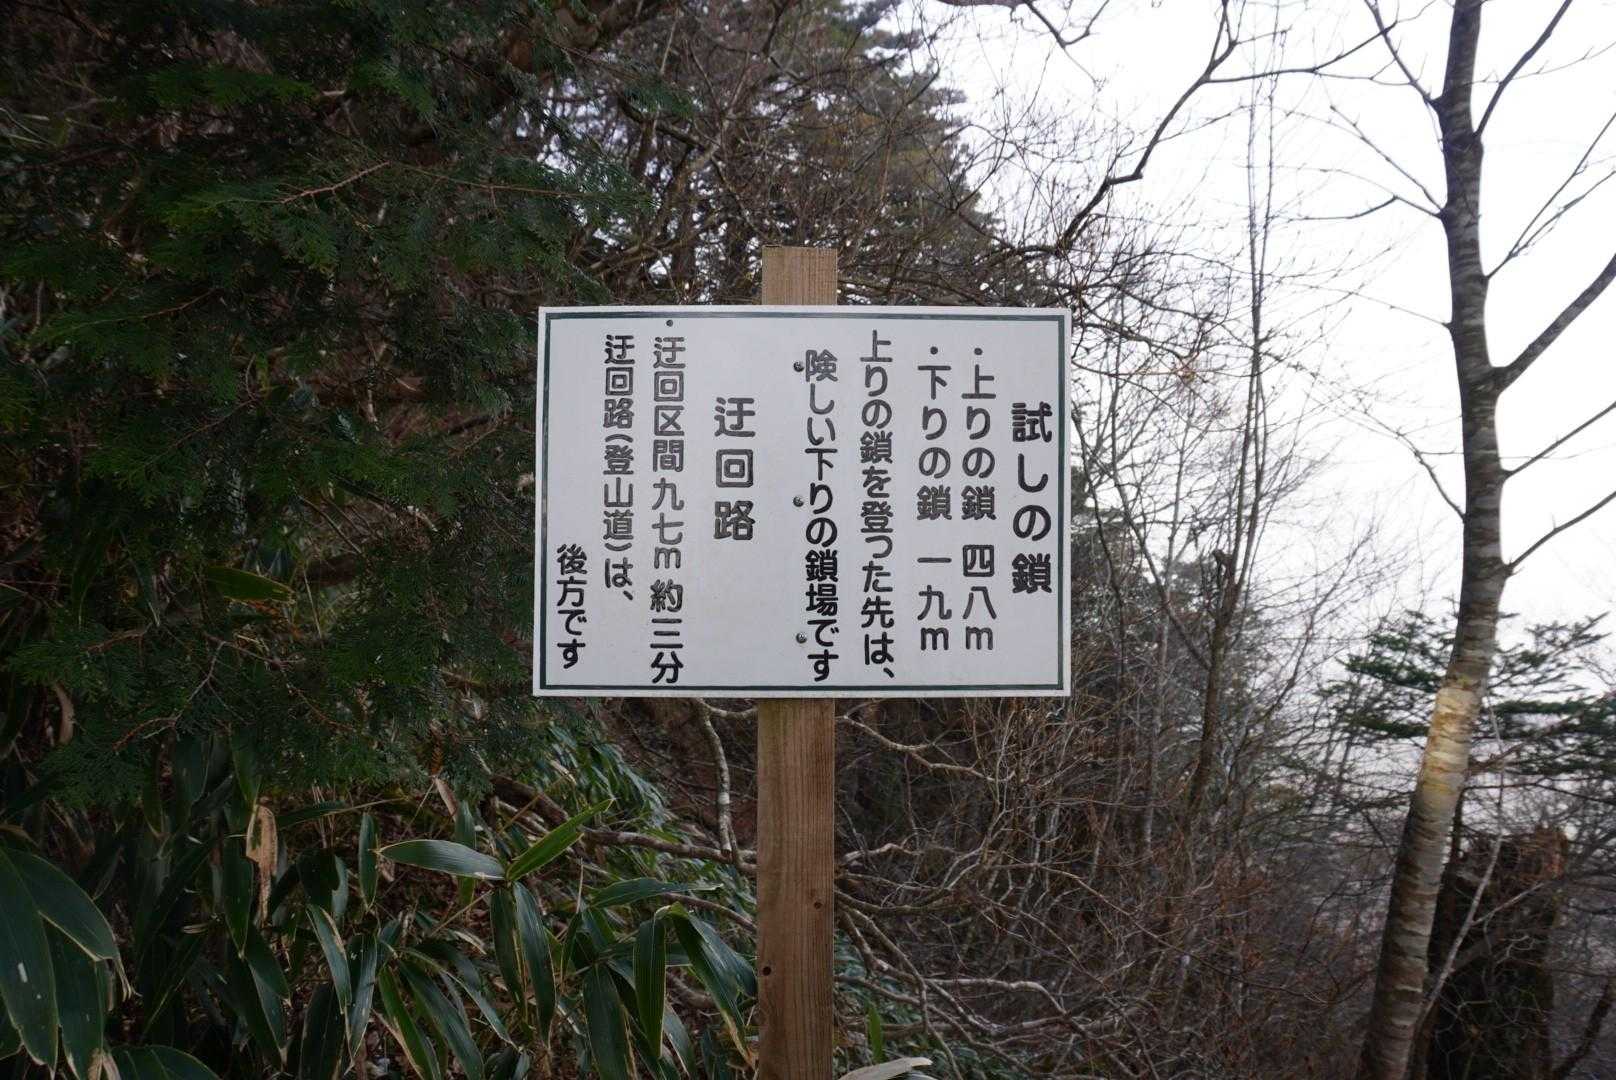 試しの鎖
・上りの鎖 四八m
・下りの鎖 一九m
上りの鎖を登った先は、
険しい下りの鎖場です
迂回路
・迂回区間九七m 約三分
迂回路(登山道)は、
後方です